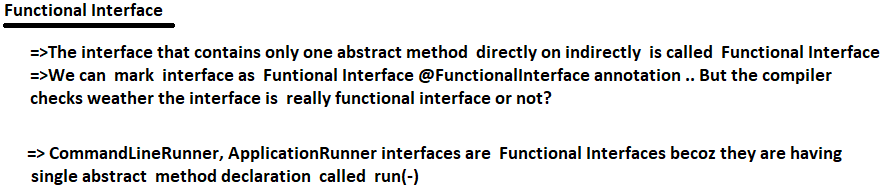 Functional Interface
=>The interface that contains only one abstract method directly on indirectly is called Functional Interface
=>We can mark interface as Funtional Interface @FunctionalInterface annotation .. But the compiler
checks weather the interface is really functional interface or not?
=> CommandLineRunner, ApplicationRunner interfaces are Functional Interfaces becoz they are having
single abstract method declaration called run(-)